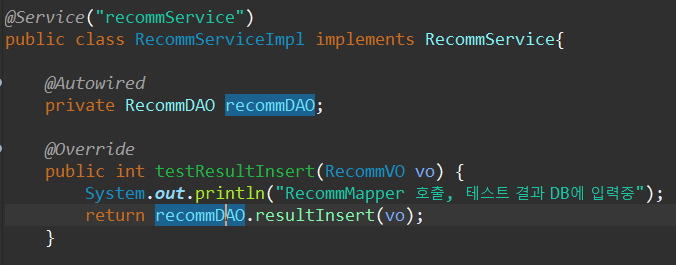 @Service("recommService")
public class RecommServiceImpl implements RecommService{
@Autowired
private RecommDAO recommDAO;
@Override
public int testResultInsert(RecommVO vo) {
System.out.println("RecommMapper 호출, 테스트 결과 DB에 입력중");
return recommDAO.resultInsert(vo);
}